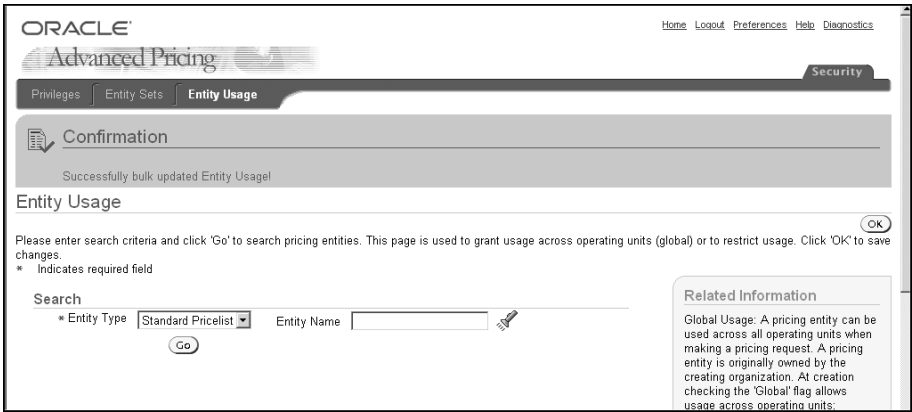 ORACLE
Home Logout Preferences Help Diagnostics
Advanced Pricing
Security
Privileges Entity Sets Entity Usage
Confirmation
Successfully bulk updated Entity Usage!
Entity Usage
OK
Please enter search criteria and click 'Go' to search pricing entities. This page is used to grant usage across operating units (global) or to restrict usage. Click 'OK' to save
changes.
* Indicates required field
Search
* Entity Type Standard Pricelist Entity Name
Go
Related Information
Global Usage: A pricing entity can be
used across all operating units when
making a pricing request. A pricing
entity is originally owned by the
creating organization. At creation
checking the 'Global' flag allows
usage across operating units;